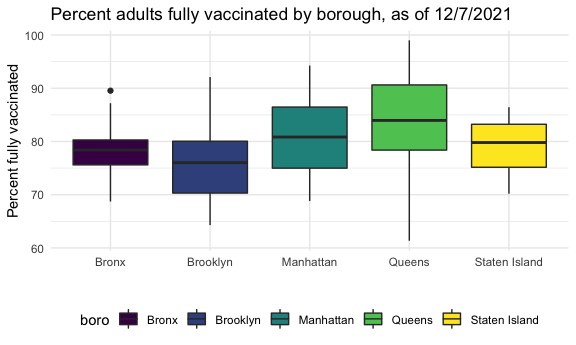 Percent adults fully vaccinated by borough, as of 12/7/2021
Percent fully vaccinated
100
90
80
70
60
Bronx Brooklyn Manhattan Queens Staten Island
boro Bronx Brooklyn Manhattan Queens Staten Island